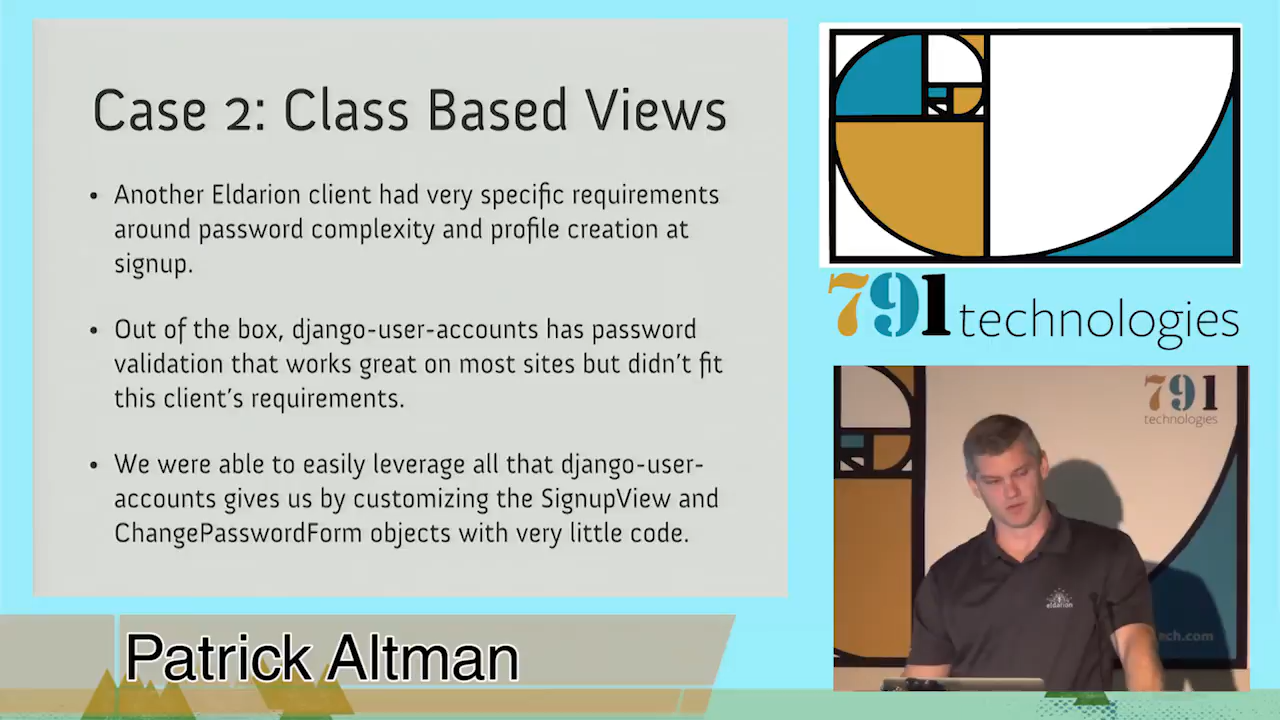 Case 2: Class Based Views
• Another Eldarion client had very specific requirements
around password complexity and profile creation at
signup.
• Out of the box, django-user-accounts has password
validation that works great on most sites but didn't fit
this client's requirements.
• We were able to easily leverage all that django-user-
accounts gives us by customizing the SignupView and
ChangePasswordForm objects with very little code.
791 technologies
791
technologies
eldarion
ech.com
Patrick Altman